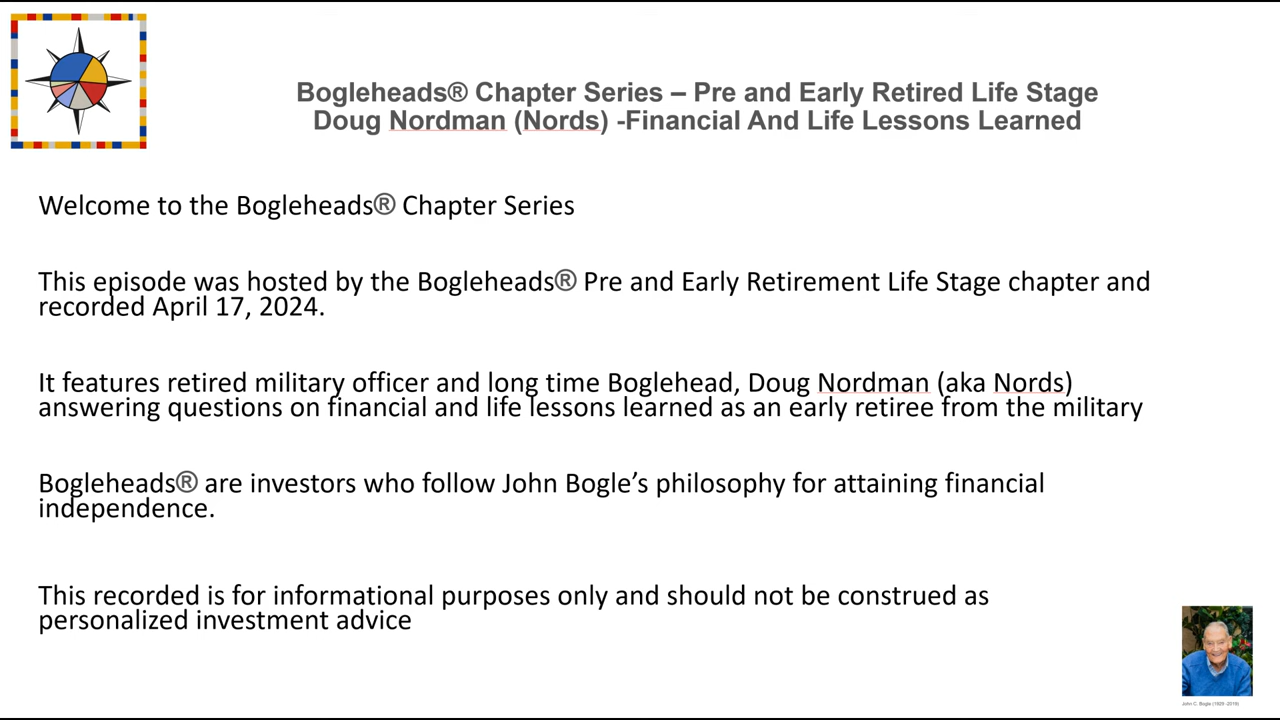 Bogleheads® Chapter Series – Pre and Early Retired Life Stage
Doug Nordman (Nords) -Financial And Life Lessons Learned
Welcome to the Bogleheads® Chapter Series
This episode was hosted by the Bogleheads® Pre and Early Retirement Life Stage chapter and
recorded April 17, 2024.
It features retired military officer and long time Boglehead, Doug Nordman (aka Nords)
answering questions on financial and life lessons learned as an early retiree from the military
Bogleheads® are investors who follow John Bogle’s philosophy for attaining financial
independence.
This recorded is for informational purposes only and should not be construed as
personalized investment advice
John C. Bogle (1929 -2019)